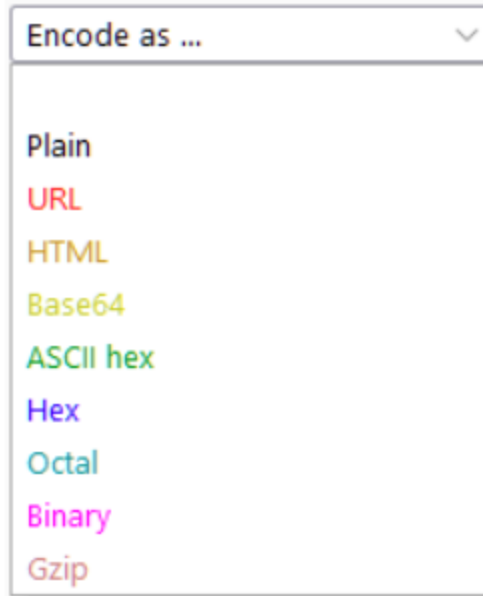 Encode as ...
Plain
URL
HTML
Base64
ASCII hex
Hex
Octal
Binary
Gzip